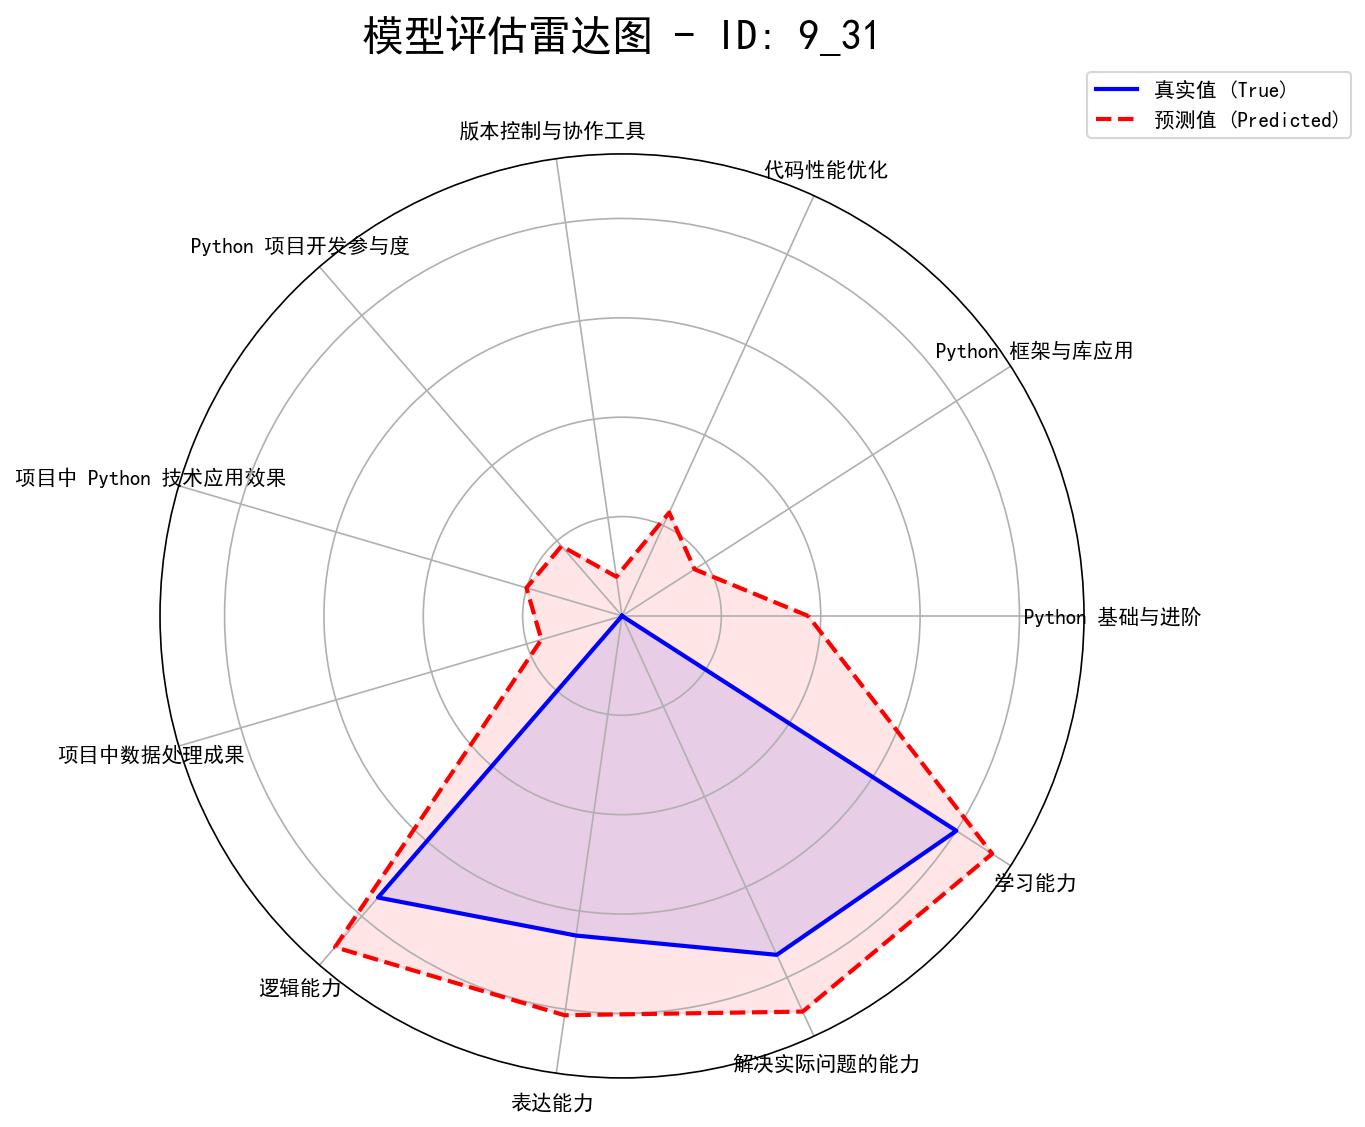 模型评估雷达图 - ID: 9_31
真实值 (True)
预测值 (Predicted)
版本控制与协作工具
代码性能优化
Python 项目开发参与度
Python 框架与库应用
项目中 Python 技术应用效果
Python 基础与进阶
项目中数据处理成果
学习能力
逻辑能力
解决实际问题的能力
表达能力